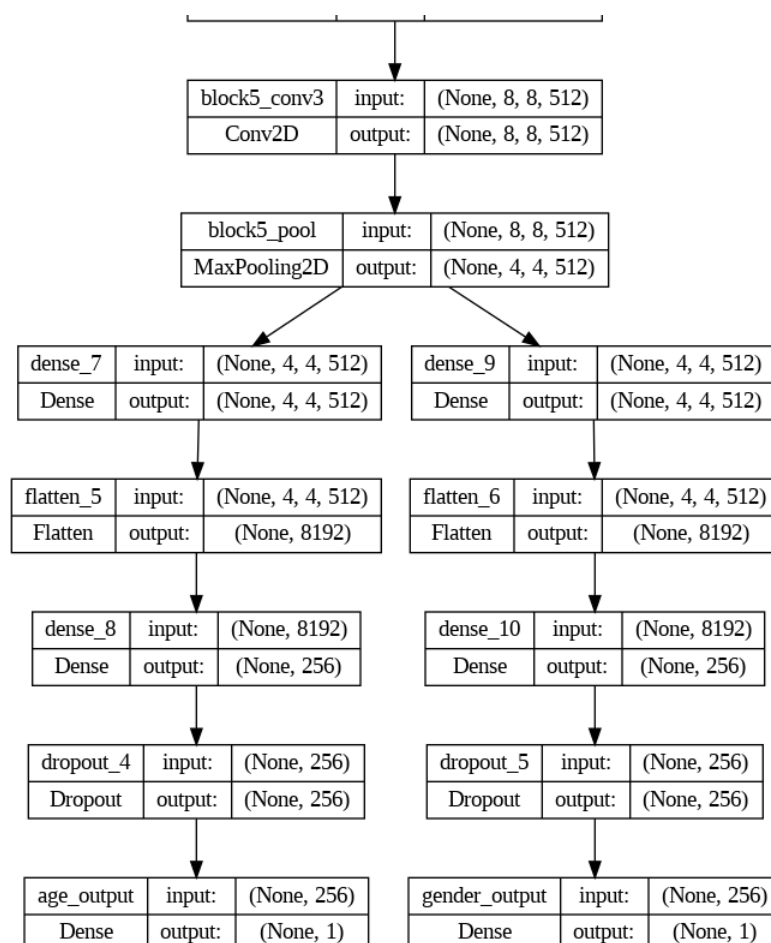 block5_conv3 input: (None, 8, 8, 512)
Conv2D output: (None, 8, 8, 512)
block5_pool input: (None, 8, 8, 512)
MaxPooling2D output: (None, 4, 4, 512)
dense_7 input: (None, 4, 4, 512)
Dense output: (None, 4, 4, 512)
dense_9 input: (None, 4, 4, 512)
Dense output: (None, 4, 4, 512)
flatten_5 input: (None, 4, 4, 512)
Flatten output: (None, 8192)
flatten_6 input: (None, 4, 4, 512)
Flatten output: (None, 8192)
dense_8 input: (None, 8192)
Dense output: (None, 256)
dense_10 input: (None, 8192)
Dense output: (None, 256)
dropout_4 input: (None, 256)
Dropout output: (None, 256)
dropout_5 input: (None, 256)
Dropout output: (None, 256)
age_output input: (None, 256)
Dense output: (None, 1)
gender_output input: (None, 256)
Dense output: (None, 1)